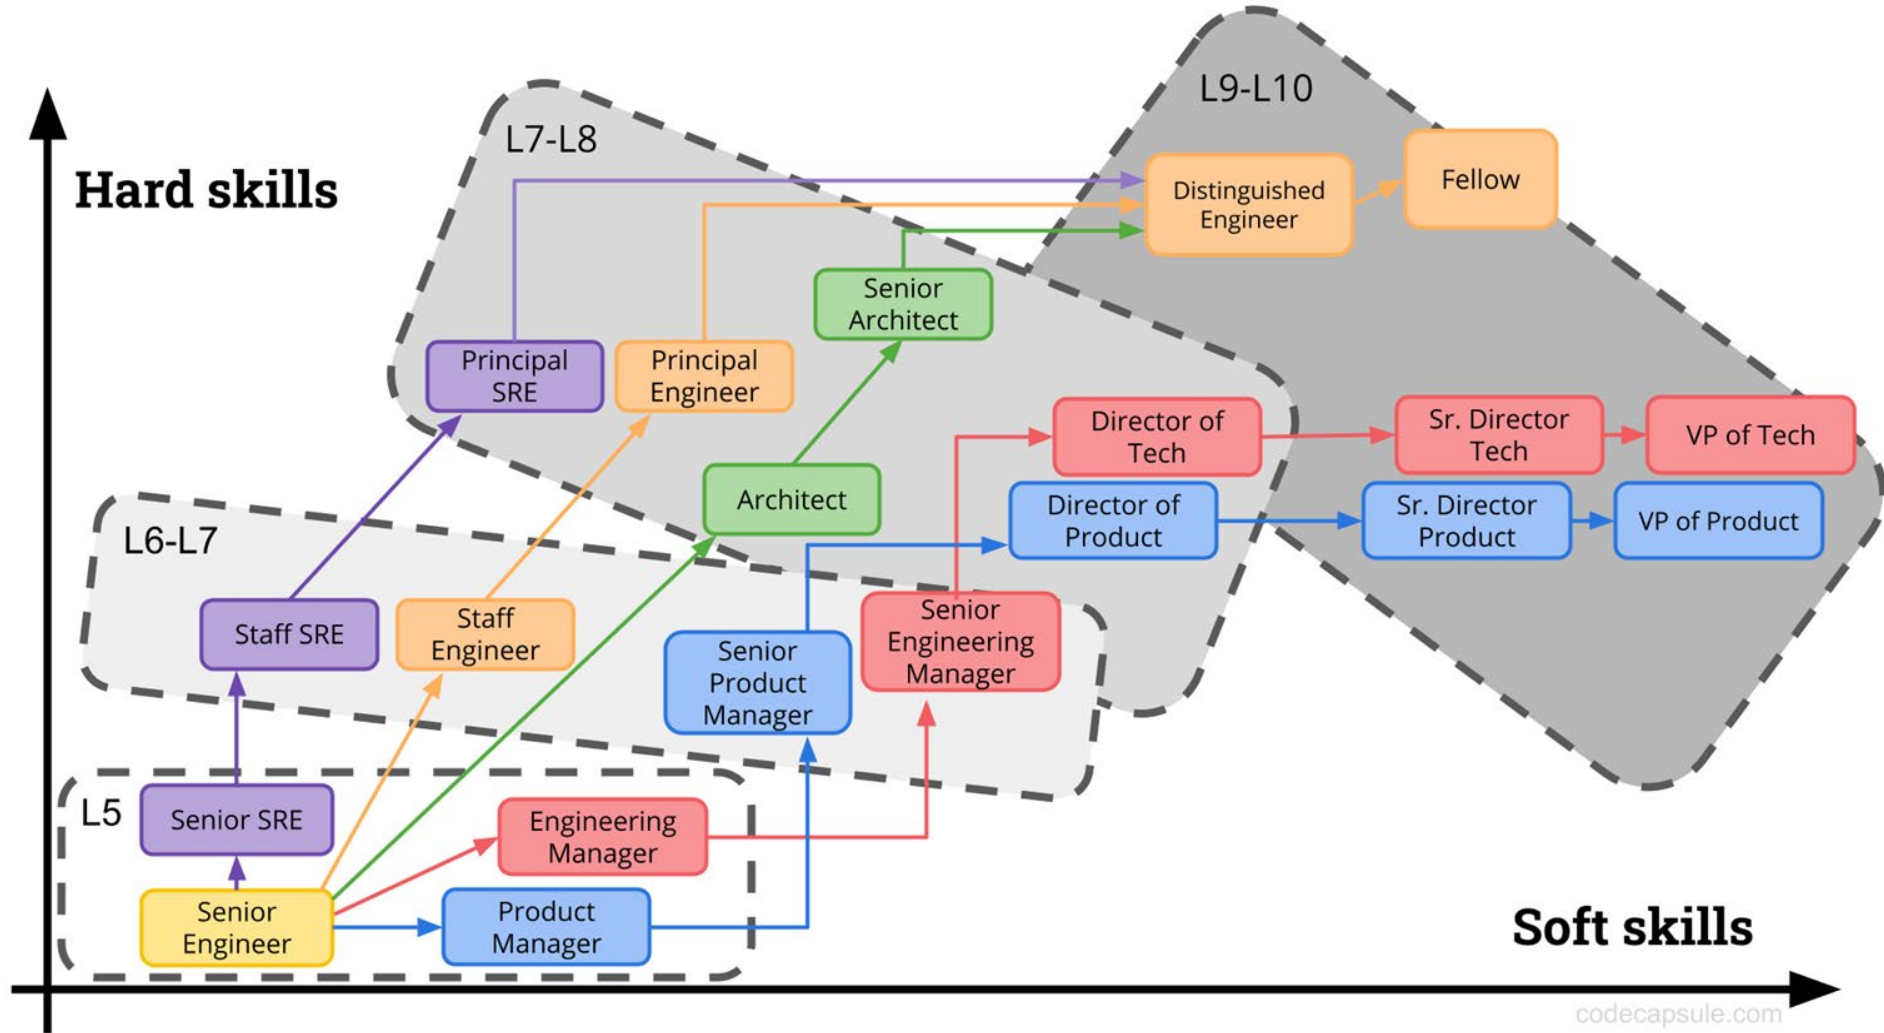 L9-L10
L7-L8
Hard skills
Distinguished
Engineer
Fellow
Senior
Architect
Principal
SRE
Principal
Engineer
Director of
Tech
Sr. Director
Tech
VP of Tech
Architect
Director of
Product
Sr. Director
Product
VP of Product
L6-L7
Staff SRE
Staff
Engineer
Senior
Product
Manager
Senior
Engineering
Manager
L5
Senior SRE
Engineering
Manager
Senior
Engineer
Product
Manager
Soft skills
codecapsule.com